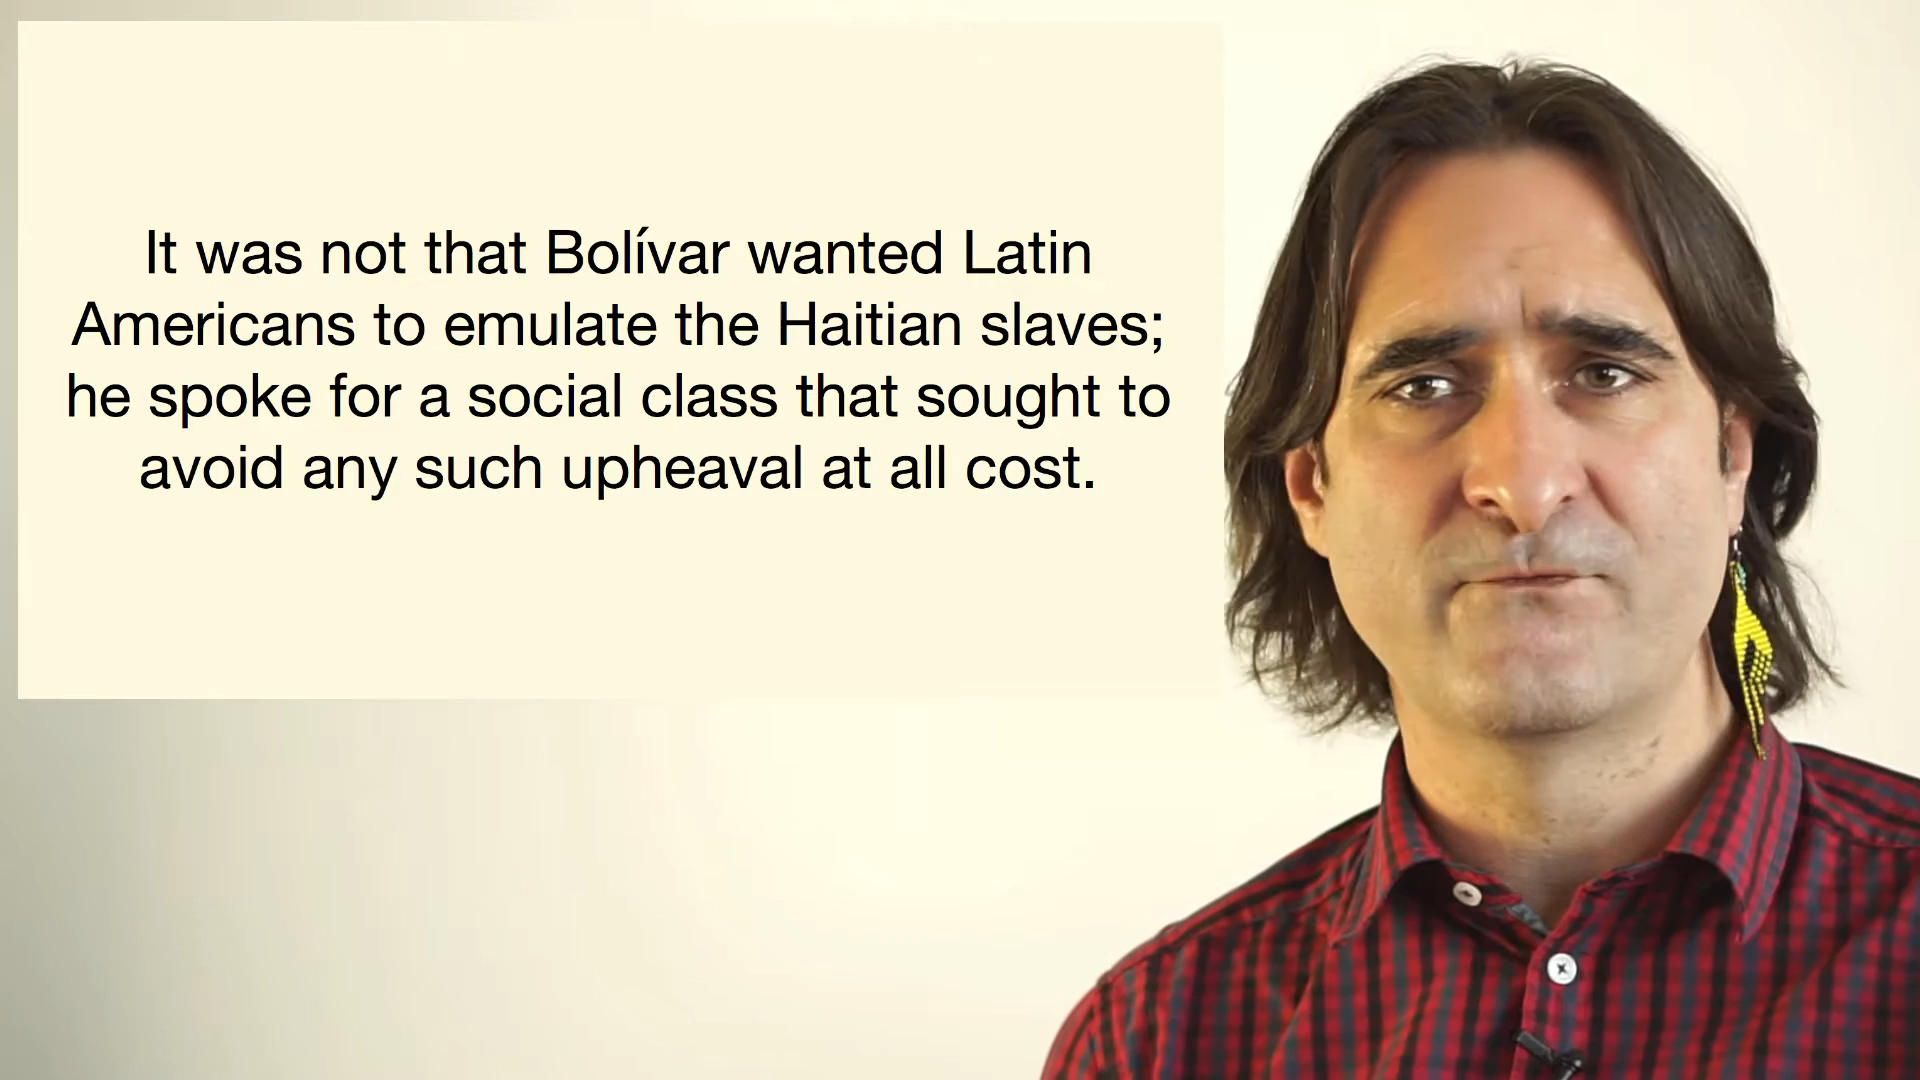 It was not that Bolívar wanted Latin
Americans to emulate the Haitian slaves;
he spoke for a social class that sought to
avoid any such upheaval at all cost.